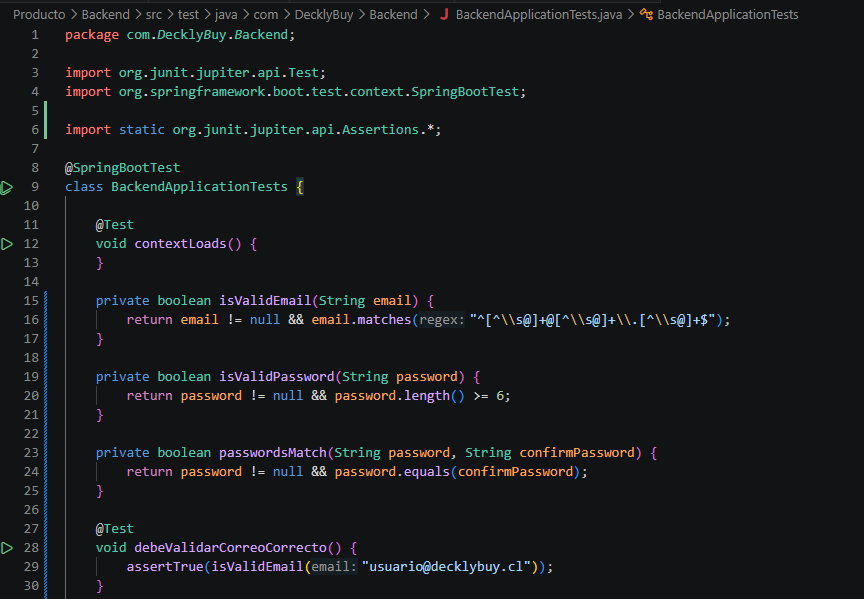 Producto > Backend > src > test > java > com > DecklyBuy > Backend > J BackendApplicationTests.java > BackendApplicationTests
1 package com.DecklyBuy.Backend;
2
3 import org.junit.jupiter.api.Test;
4 import org.springframework.boot.test.context.SpringBootTest;
5
6 import static org.junit.jupiter.api.Assertions.*;
7
8 @SpringBootTest
9 class BackendApplicationTests {
10
11     @Test
12     void contextLoads() {
13     }
14
15     private boolean isValidEmail(String email) {
16         return email != null && email.matches(regex: "^[^\\s@]+@[^\\s@]+\\.[^\\s@]+$");
17     }
18
19     private boolean isValidPassword(String password) {
20         return password != null && password.length() >= 6;
21     }
22
23     private boolean passwordsMatch(String password, String confirmPassword) {
24         return password != null && password.equals(confirmPassword);
25     }
26
27     @Test
28     void debeValidarCorreoCorrecto() {
29         assertTrue(isValidEmail(email: "usuario@decklybuy.cl"));
30     }